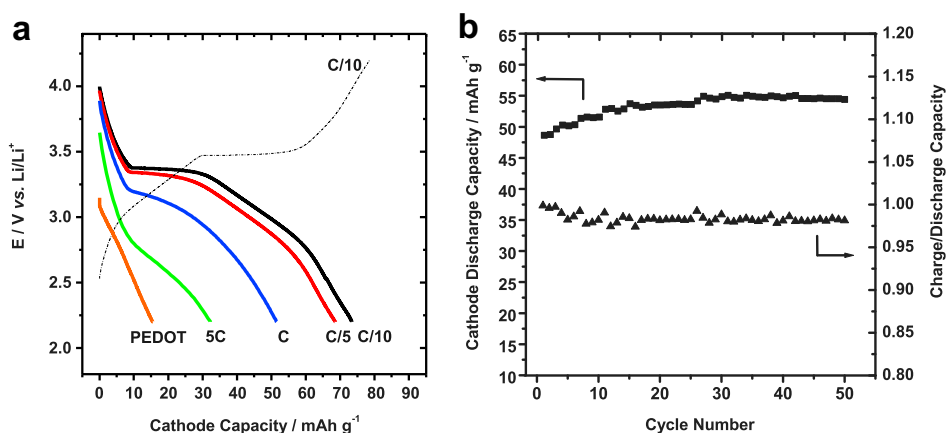 a
E / V vs. Li/Li+
4.0
3.5
3.0
2.5
2.0
C/10
PEDOT 5C C C/5 C/10
0 10 20 30 40 50 60 70 80 90
Cathode Capacity / mAh g-1
b
Cathode Discharge Capacity / mAh g-1
65
60
55
50
45
40
35
30
25
20
15
10
0 10 20 30 40 50
Cycle Number
1.20
1.15
1.10
1.05
1.00
0.95
0.90
0.85
0.80
Charge/Discharge Capacity